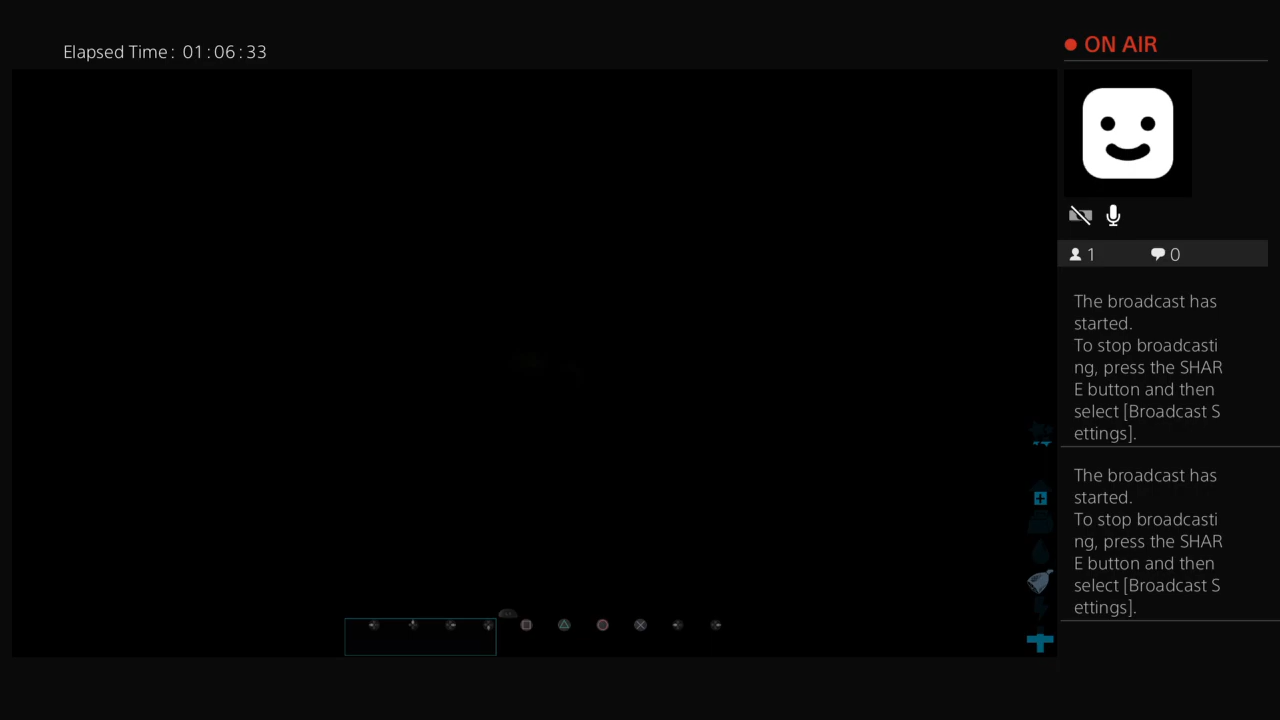 Elapsed Time: 01:06:33
ON AIR
1
0
The broadcast has
started.
To stop broadcasti
ng, press the SHAR
E button and then
select [Broadcast S
ettings].
The broadcast has
started.
To stop broadcasti
ng, press the SHAR
E button and then
select [Broadcast S
ettings].